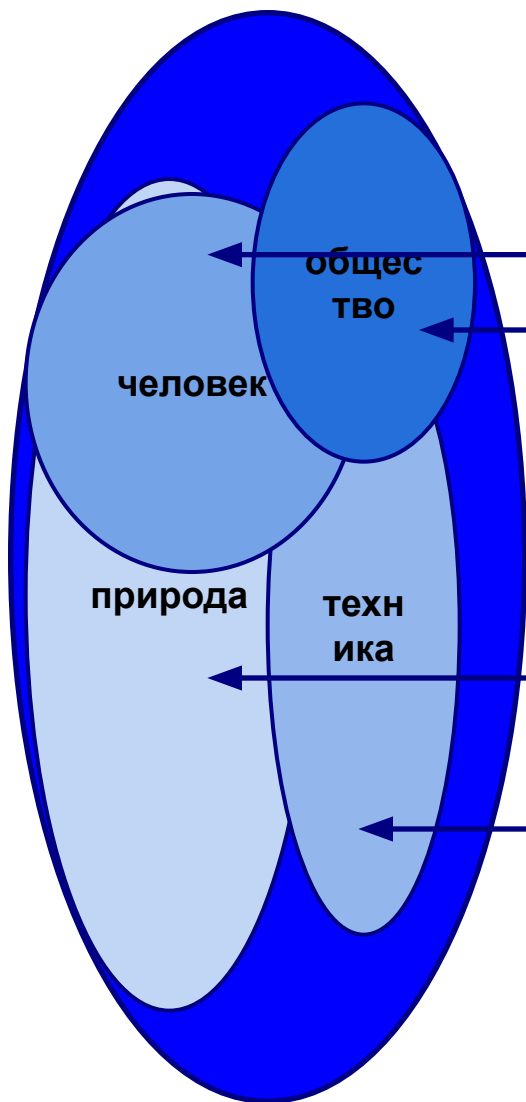 общес
тво
человек
природа
техн
ика